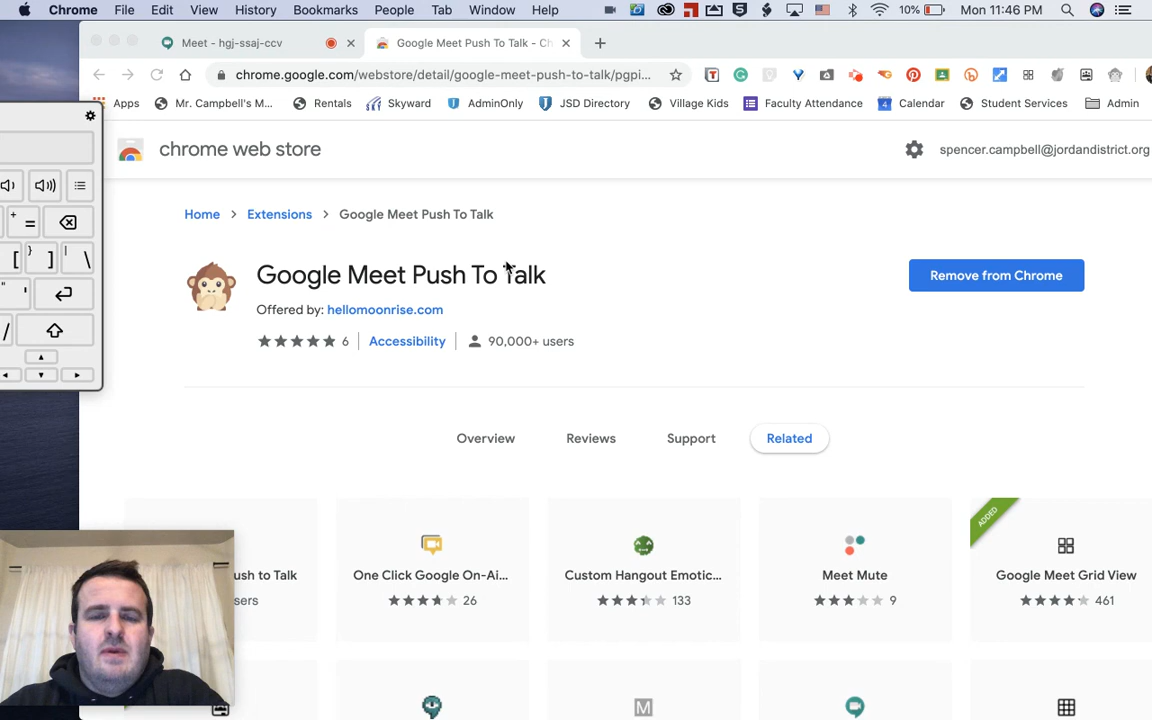 Chrome File Edit View History Bookmarks People Tab Window Help 10% Mon 11:46 PM
Meet - hgj-ssaj-ccv Google Meet Push To Talk - Ch
chrome.google.com/webstore/detail/google-meet-push-to-talk/pgpi...
Apps Mr. Campbell's M... Rentals Skyward AdminOnly JSD Directory Village Kids Faculty Attendance Calendar Student Services Admin
chrome web store spencer.campbell@jordandistrict.org
Home > Extensions > Google Meet Push To Talk
Google Meet Push To Talk Remove from Chrome
Offered by: hellomoonrise.com
6 Accessibility 90,000+ users
Overview Reviews Support Related
ADDED
ush to Talk One Click Google On-Ai... Custom Hangout Emotic... Meet Mute Google Meet Grid View
sers 26 133 9 461
+ =
{ [ } ] | \
" '
/
M